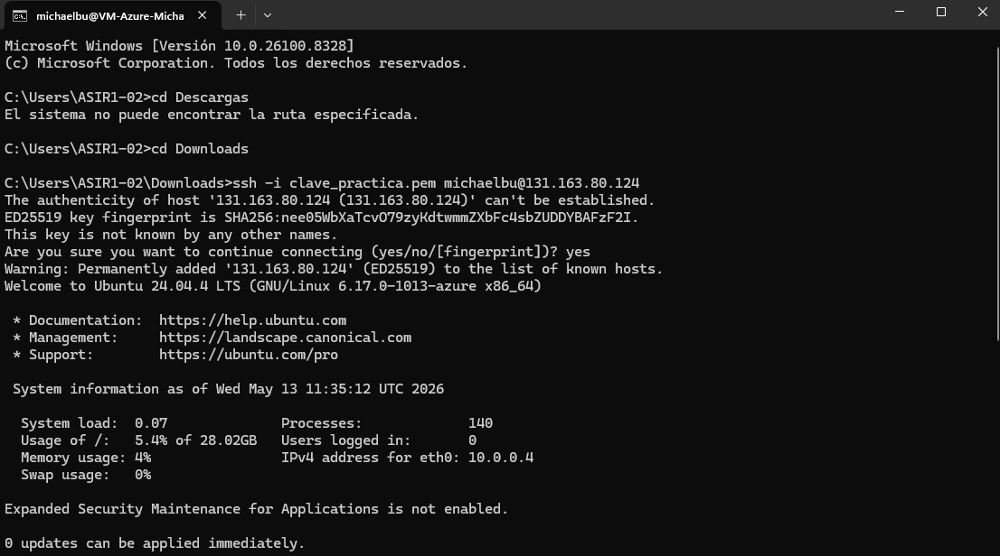 michaelbu@VM-Azure-Micha
Microsoft Windows [Versión 10.0.26100.8328]
(c) Microsoft Corporation. Todos los derechos reservados.
C:\Users\ASIR1-02>cd Descargas
El sistema no puede encontrar la ruta especificada.
C:\Users\ASIR1-02>cd Downloads
C:\Users\ASIR1-02\Downloads>ssh -i clave_practica.pem michaelbu@131.163.80.124
The authenticity of host '131.163.80.124 (131.163.80.124)' can't be established.
ED25519 key fingerprint is SHA256:nee05WbXaTcvO79zyKdtwmmZXbFc4sbZUDDYBAFzF2I.
This key is not known by any other names.
Are you sure you want to continue connecting (yes/no/[fingerprint])? yes
Warning: Permanently added '131.163.80.124' (ED25519) to the list of known hosts.
Welcome to Ubuntu 24.04.4 LTS (GNU/Linux 6.17.0-1013-azure x86_64)
* Documentation: https://help.ubuntu.com
* Management: https://landscape.canonical.com
* Support: https://ubuntu.com/pro
System information as of Wed May 13 11:35:12 UTC 2026
System load: 0.07 Processes: 140
Usage of /: 5.4% of 28.02GB Users logged in: 0
Memory usage: 4% IPv4 address for eth0: 10.0.0.4
Swap usage: 0%
Expanded Security Maintenance for Applications is not enabled.
0 updates can be applied immediately.